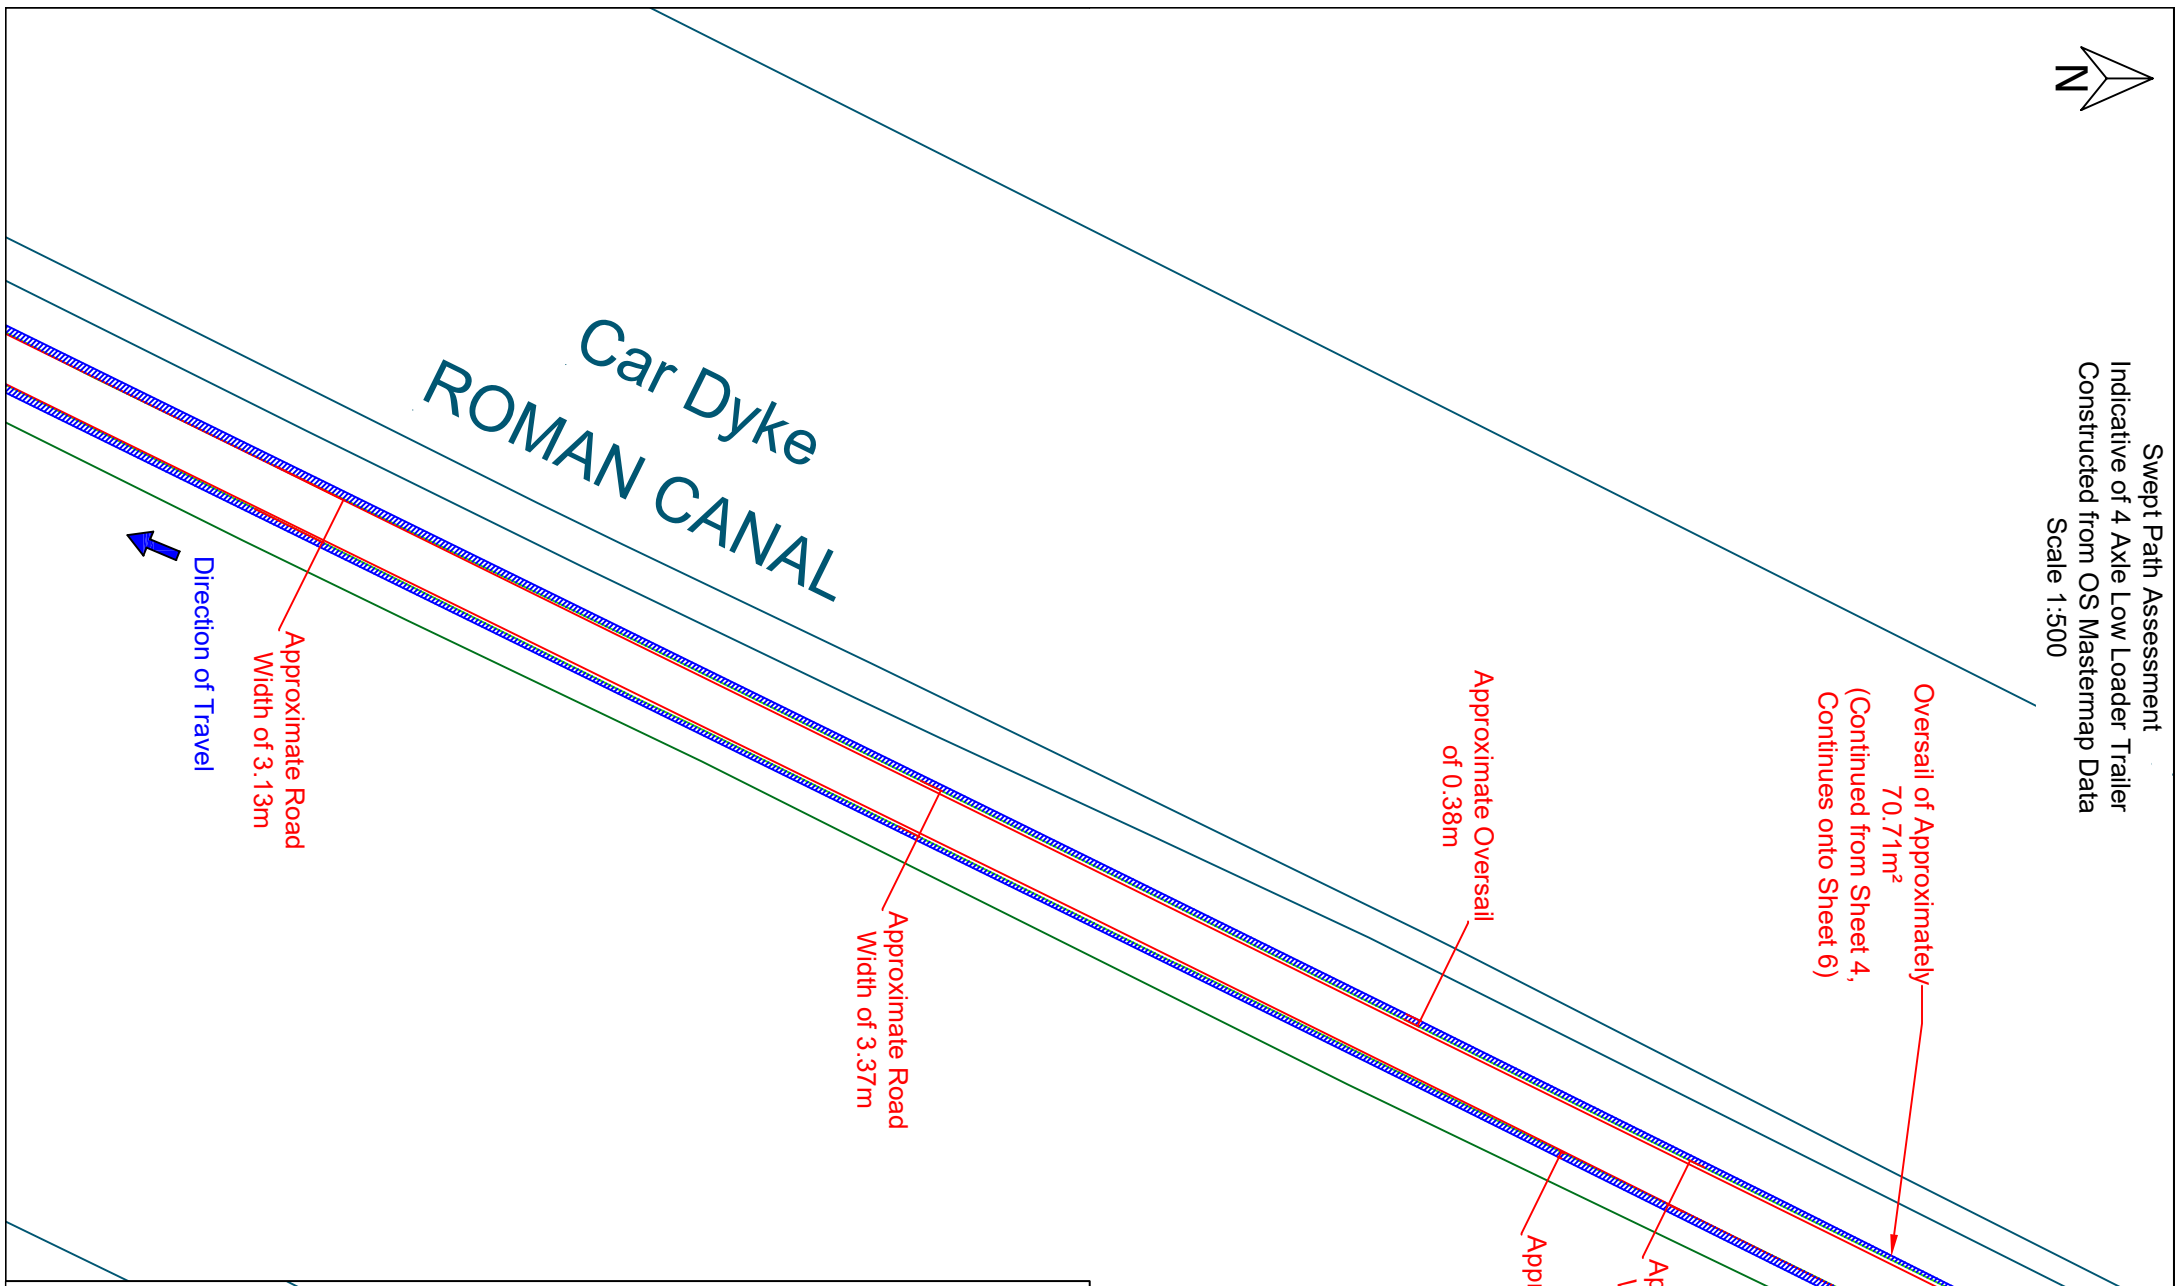 N
Swept Path Assessment
Indicative of 4 Axle Low Loader Trailer
Constructed from OS Mastermap Data
Scale 1:500
Oversail of Approximately
70.71m²
(Continued from Sheet 4,
Continues onto Sheet 6)
Approximate Oversail
of 0.38m
Car Dyke
ROMAN CANAL
Approximate Road
Width of 3.37m
Approximate Road
Width of 3.13m
Direction of Travel